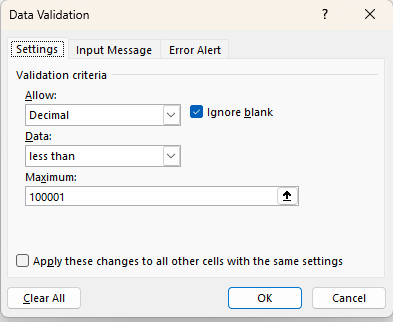 Data Validation ?
Settings Input Message Error Alert
Validation criteria
Allow:
Decimal Ignore blank
Data:
less than
Maximum:
100001
Apply these changes to all other cells with the same settings
Clear All OK Cancel